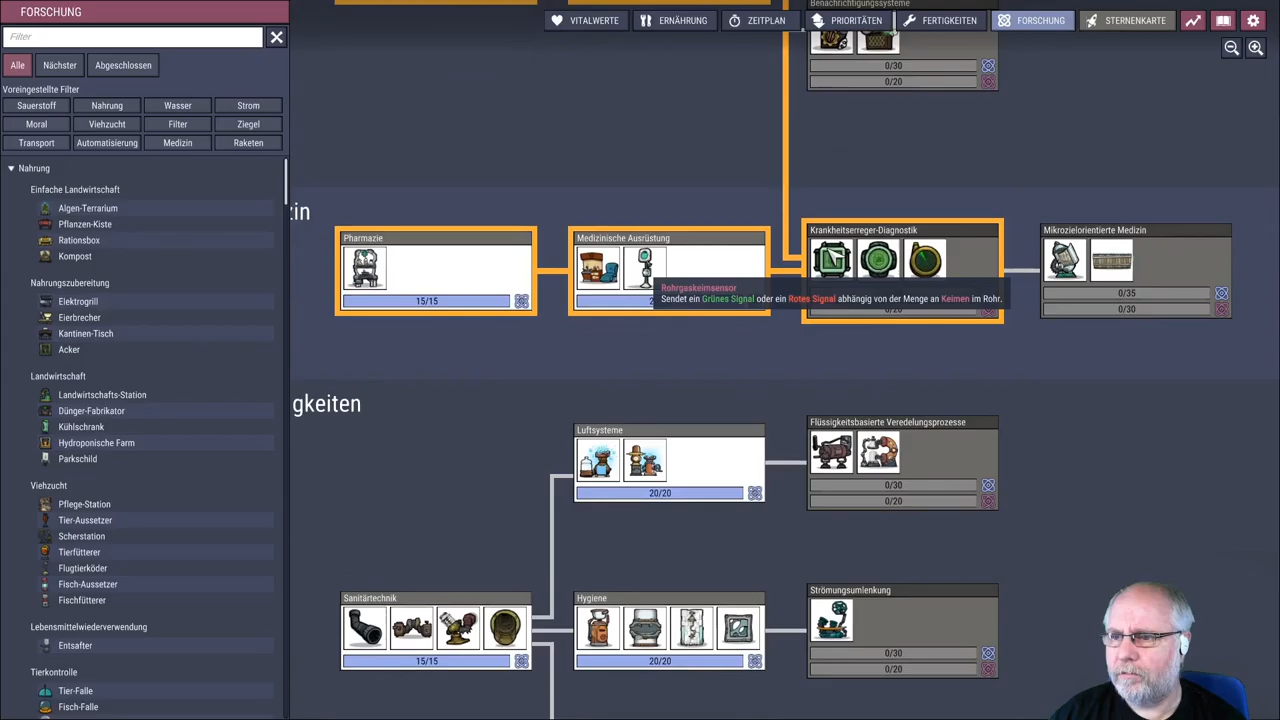 FORSCHUNG
Filter
Alle
Nächster
Abgeschlossen
Voreingestellte Filter
Sauerstoff
Nahrung
Wasser
Strom
Moral
Viehzucht
Filter
Ziegel
Transport
Automatisierung
Medizin
Raketen
Nahrung
Einfache Landwirtschaft
Algen-Terrarium
Pflanzen-Kiste
Rationsbox
Kompost
Nahrungszubereitung
Elektrogrill
Eierbrecher
Kantinen-Tisch
Acker
Landwirtschaft
Landwirtschafts-Station
Dünger-Fabrikator
Kühlschrank
Hydroponische Farm
Parkschild
Viehzucht
Pflege-Station
Tier-Aussetzer
Scherstation
Tierfütterer
Flugtierköder
Fisch-Aussetzer
Fischfütterer
Lebensmittelwiederverwendung
Entsafter
Tierkontrolle
Tier-Falle
Fisch-Falle
VITALWERTE
ERNÄHRUNG
ZEITPLAN
PRIORITÄTEN
FERTIGKEITEN
FORSCHUNG
STERNENKARTE
Benachrichtigungssysteme
0/30
0/20
zin
Pharmazie
15/15
Medizinische Ausrüstung
2
Krankheitserreger-Diagnostik
0/20
Rohrgaskeimsensor
Sendet ein Grünes Signal oder ein Rotes Signal abhängig von der Menge an Keimen im Rohr.
Mikrozielorientierte Medizin
0/35
0/30
gkeiten
Luftsysteme
20/20
Flüssigkeitsbasierte Veredelungsprozesse
0/30
0/20
Sanitärtechnik
15/15
Hygiene
20/20
Strömungsumlenkung
0/30
0/20